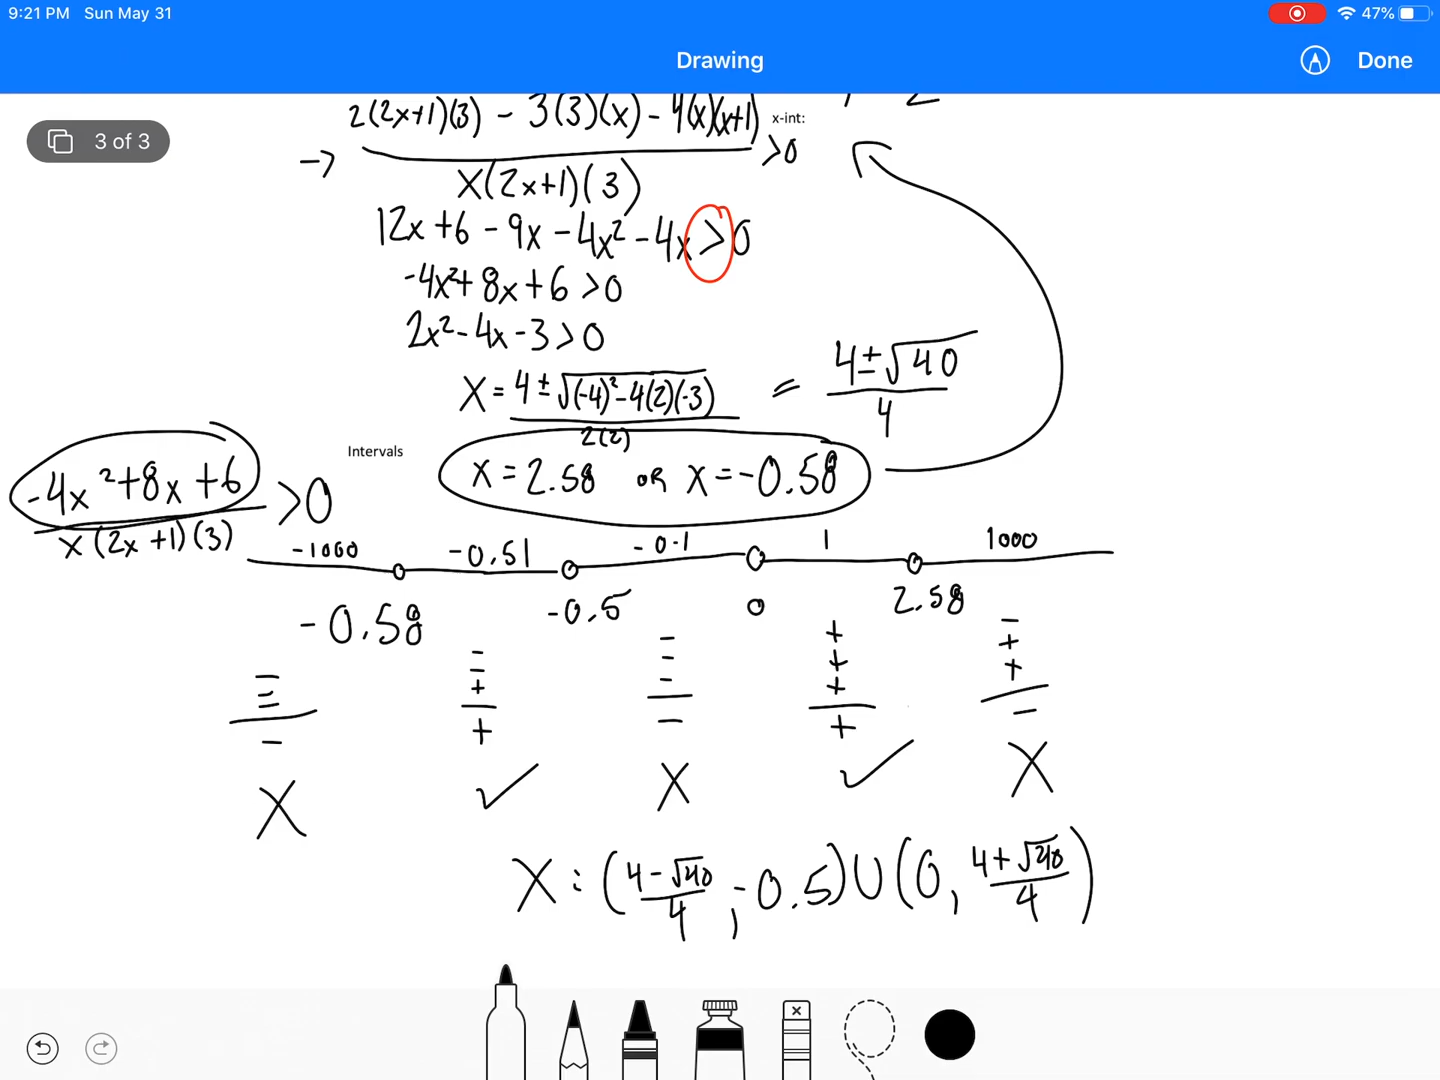 9:21 PM Sun May 31
47%
Drawing
Done
3 of 3
2(2x+1)(3) - 3(3)(x) - 4(x)(x+1) >0
x-int:
→ x(2x+1)(3)
12x + 6 - 9x - 4x² - 4x > 0
-4x² + 8x + 6 > 0
2x² - 4x - 3 > 0
x = 4 ± √(-4)² - 4(2)(-3) = 4 ± √40
2(2) 4
Intervals
x = 2.58 OR x = -0.58
-4x² + 8x + 6 >0
x(2x+1)(3)
-1000 -0.51 -0.1 1 1000
-0.58 -0.5 0 2.58
- - - + -
- - - + +
- + - + +
- + - + -
X ✓ X ✓ X
X : (4 - √40 / 4, -0.5) U (0, 4 + √40 / 4)